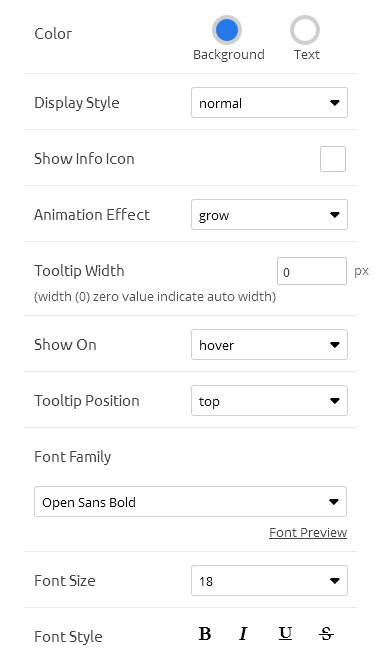 Color
Background Text
Display Style normal
Show Info Icon
Animation Effect grow
Tooltip Width 0 px
(width (0) zero value indicate auto width)
Show On hover
Tooltip Position top
Font Family
Open Sans Bold
Font Preview
Font Size 18
Font Style B I U S